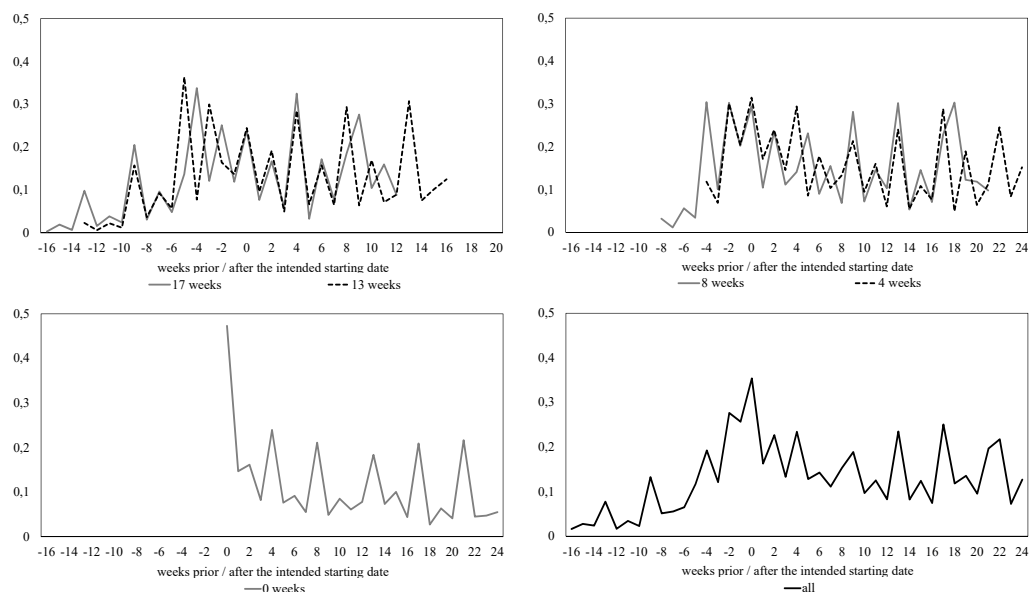 0,5
0,4
0,3
0,2
0,1
0
-16 -14 -12 -10 -8 -6 -4 -2 0 2 4 6 8 10 12 14 16 18 20
weeks prior / after the intended starting date
17 weeks 13 weeks
0,5
0,4
0,3
0,2
0,1
0
-16 -14 -12 -10 -8 -6 -4 -2 0 2 4 6 8 10 12 14 16 18 20 22 24
weeks prior / after the intended starting date
8 weeks 4 weeks
0,5
0,4
0,3
0,2
0,1
0
-16 -14 -12 -10 -8 -6 -4 -2 0 2 4 6 8 10 12 14 16 18 20 22 24
weeks prior / after the intended starting date
0 weeks
0,5
0,4
0,3
0,2
0,1
0
-16 -14 -12 -10 -8 -6 -4 -2 0 2 4 6 8 10 12 14 16 18 20 22 24
weeks prior / after the intended starting date
all